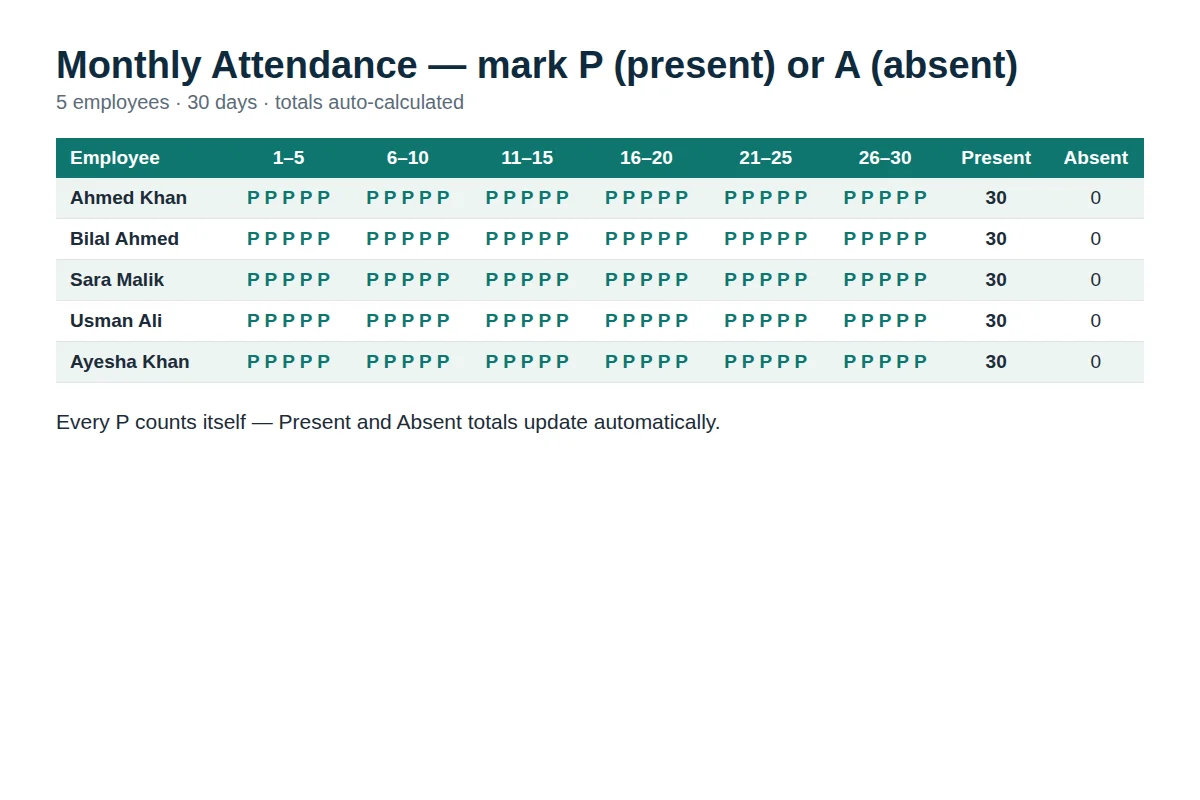 Monthly Attendance — mark P (present) or A (absent)
5 employees · 30 days · totals auto-calculated
Employee 1–5 6–10 11–15 16–20 21–25 26–30 Present Absent
Ahmed Khan P P P P P P P P P P P P P P P P P P P P P P P P P P P P P P 30 0
Bilal Ahmed P P P P P P P P P P P P P P P P P P P P P P P P P P P P P P 30 0
Sara Malik P P P P P P P P P P P P P P P P P P P P P P P P P P P P P P 30 0
Usman Ali P P P P P P P P P P P P P P P P P P P P P P P P P P P P P P 30 0
Ayesha Khan P P P P P P P P P P P P P P P P P P P P P P P P P P P P P P 30 0
Every P counts itself — Present and Absent totals update automatically.